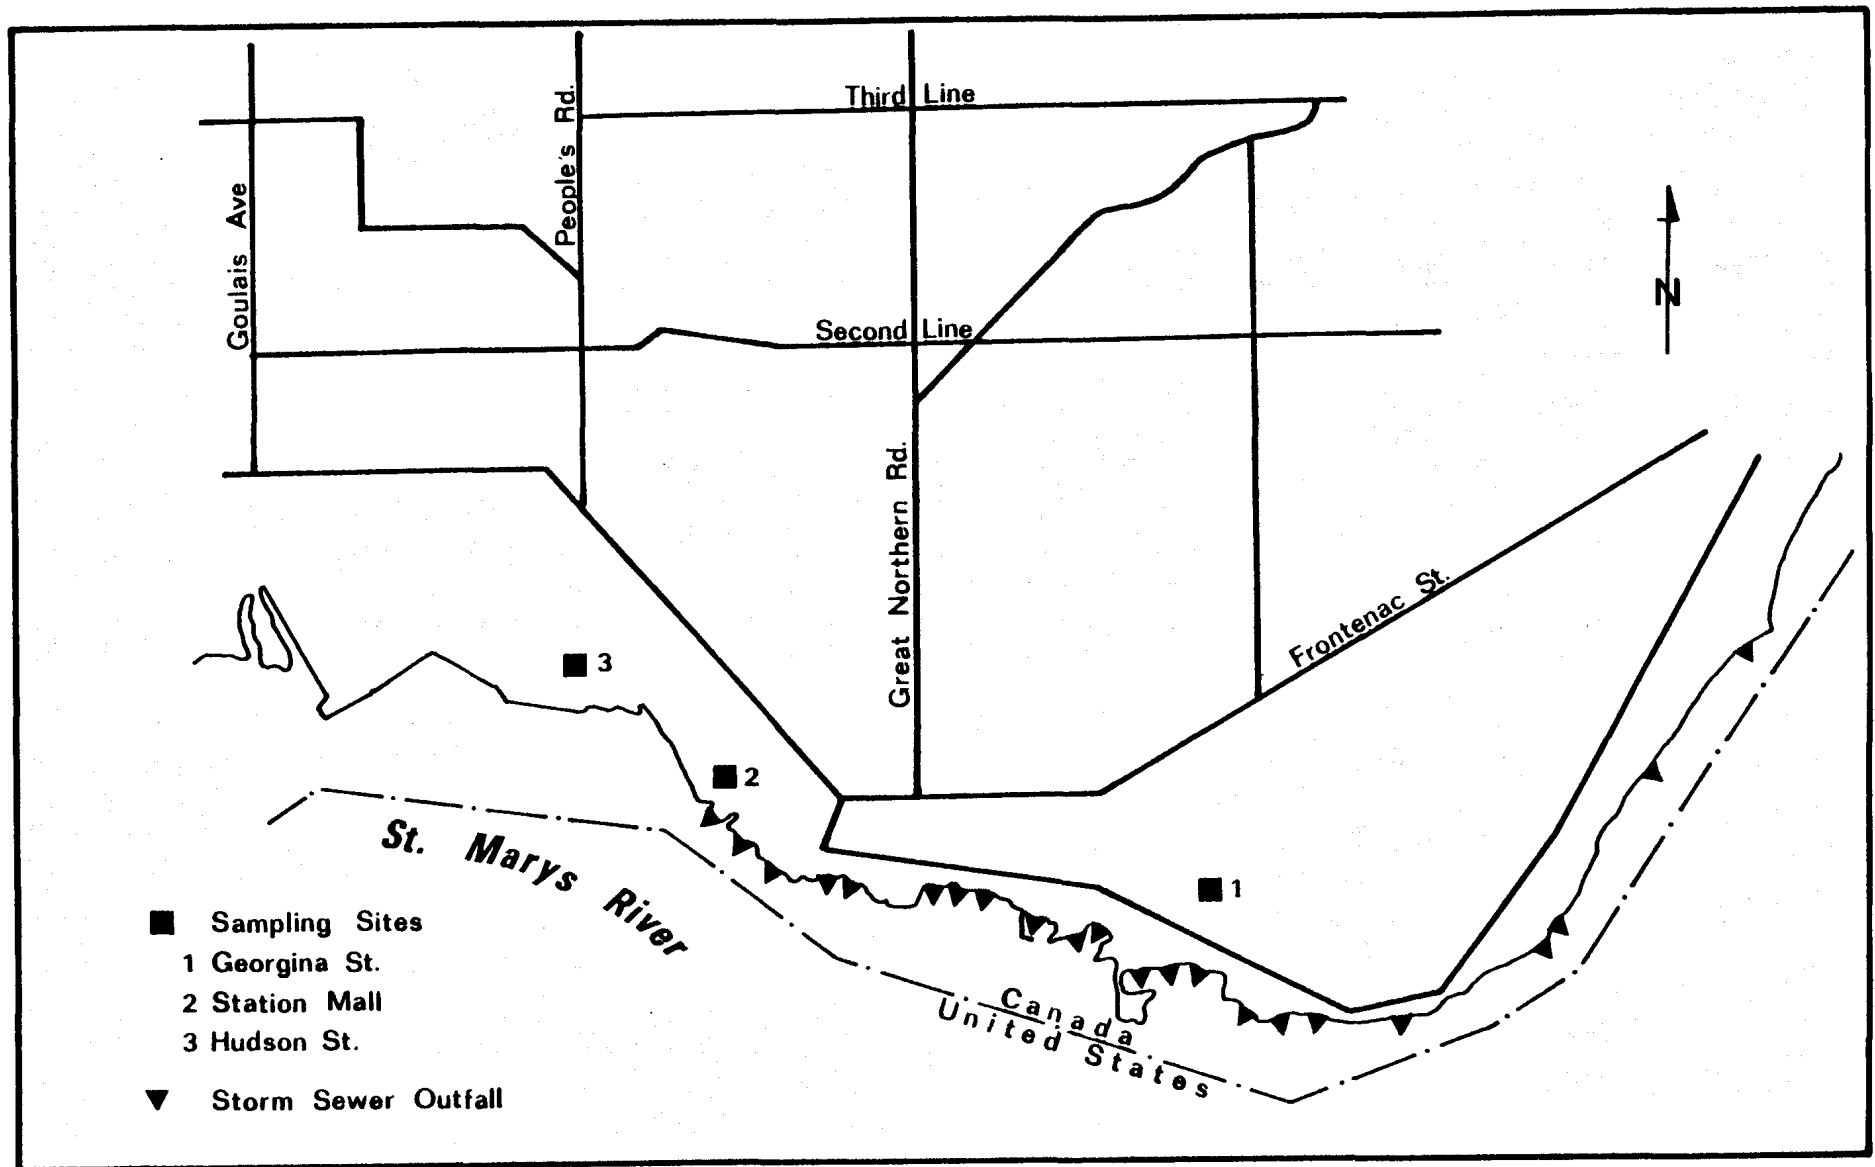 Third Line
People's Rd.
Goulais Ave
N
Second Line
Great Northern Rd.
Frontenac St.
3
2
1
St. Marys River
Canada
United States
Sampling Sites
1 Georgina St.
2 Station Mall
3 Hudson St.
Storm Sewer Outfall